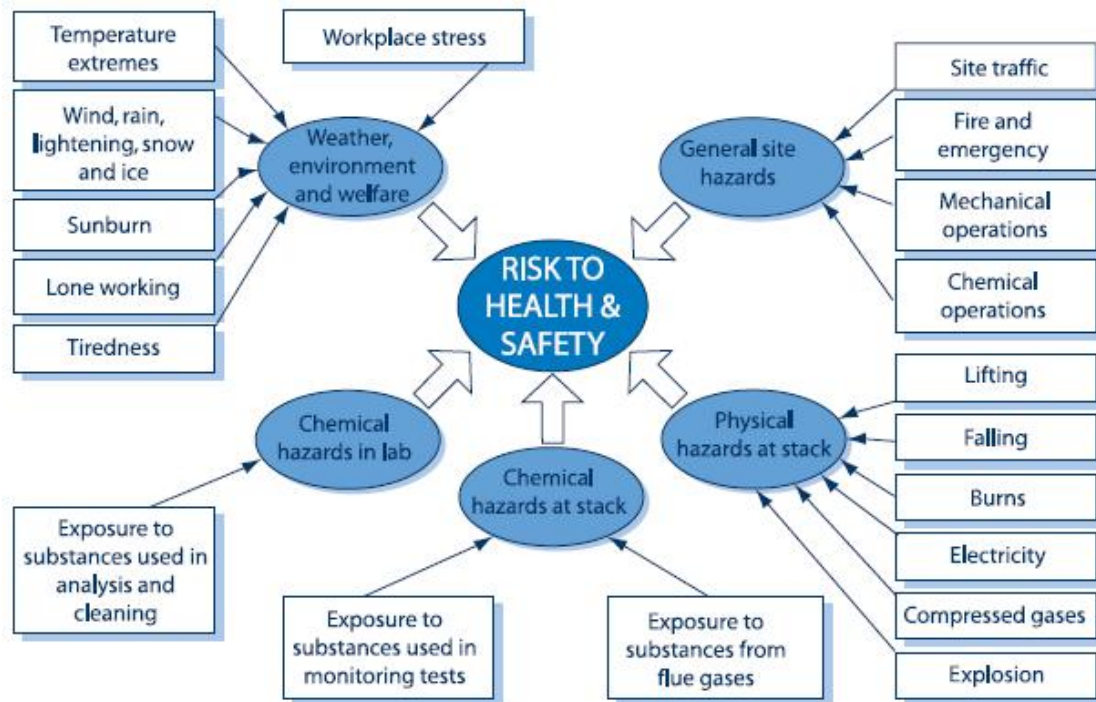 Temperature
extremes
Wind, rain,
lightening, snow
and ice
Sunburn
Lone working
Tiredness
Workplace stress
Weather,
environment
and welfare
General site
hazards
Site traffic
Fire and
emergency
Mechanical
operations
Chemical
operations
RISK TO
HEALTH &
SAFETY
Chemical
hazards in lab
Chemical
hazards at stack
Physical
hazards at stack
Lifting
Falling
Burns
Electricity
Compressed gases
Explosion
Exposure to
substances used in
analysis and
cleaning
Exposure to
substances used in
monitoring tests
Exposure to
substances from
flue gases